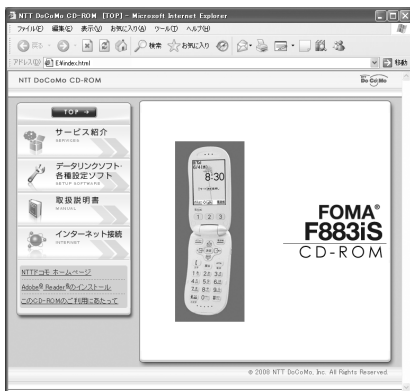 NTT DoCoMo CD-ROM [TOP] - Microsoft Internet Explorer
ファイル(F) 編集(E) 表示(V) お気に入り(A) ツール(T) ヘルプ(H)
戻る 検索 お気に入り
アドレス(D) E:¥index.html 移動
NTT DoCoMo CD-ROM
DoCoMo
TOP
サービス紹介
SERVICES
データリンクソフト・
各種設定ソフト
SETUP SOFTWARE
取扱説明書
MANUAL
インターネット接続
INTERNET
NTTドコモ ホームページ
Adobe® Reader®のインストール
このCD-ROMのご利用にあたって
8:30
1 2 3
FOMA®
F883iS
CD-ROM
© 2008 NTT DoCoMo, Inc. All Rights Reserved.